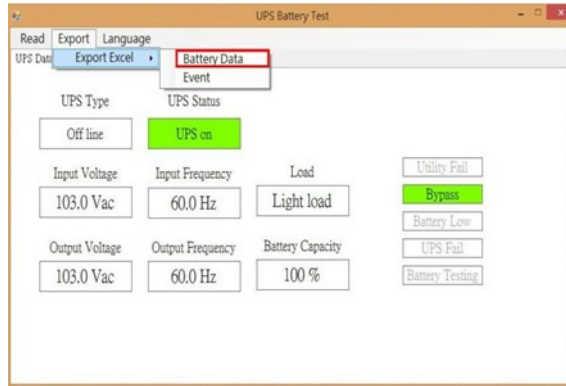 UPS Battery Test
Read Export Language
UPS Data
Export Excel
Battery Data
Event
UPS Type UPS Status
Off line UPS on
Input Voltage Input Frequency Load
103.0 Vac 60.0 Hz Light load
Output Voltage Output Frequency Battery Capacity
103.0 Vac 60.0 Hz 100 %
Utility Fail
Bypass
Battery Low
UPS Fail
Battery Testing